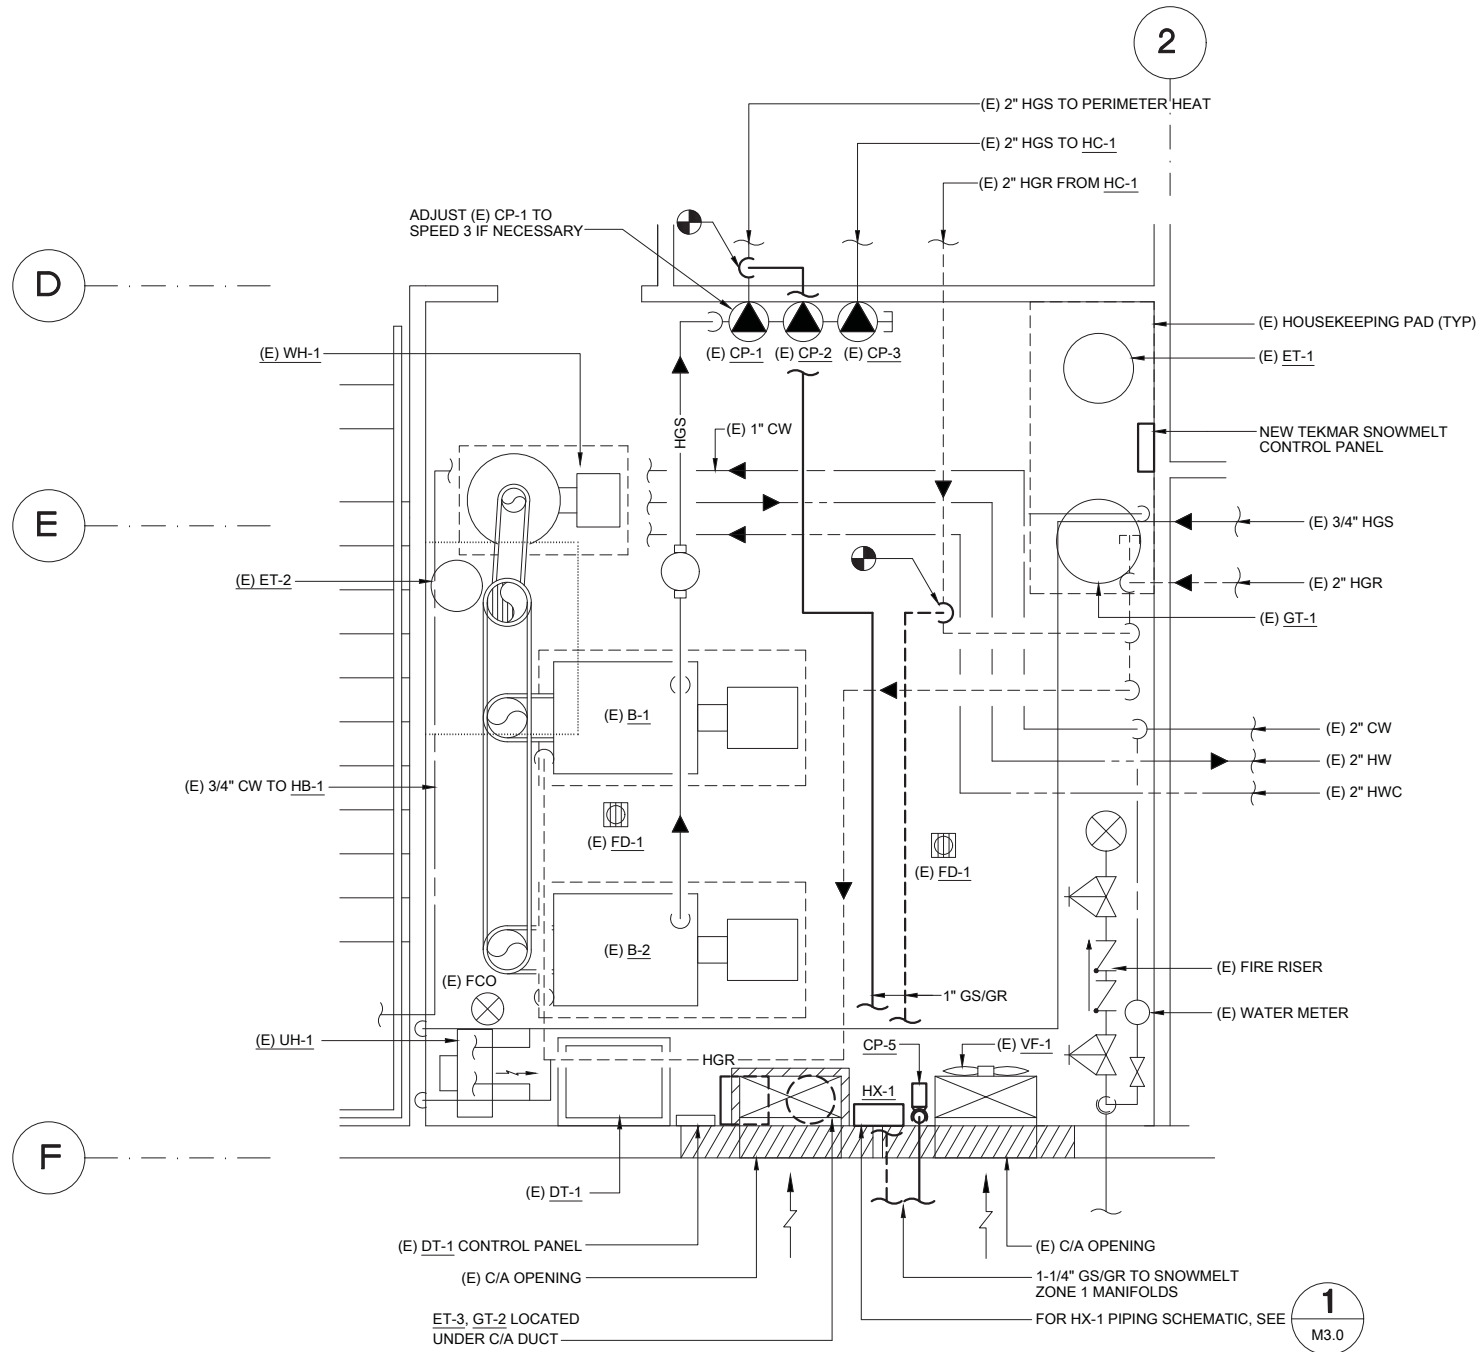 2
(E) 2" HGS TO PERIMETER HEAT
(E) 2" HGS TO HC-1
(E) 2" HGR FROM HC-1
ADJUST (E) CP-1 TO
SPEED 3 IF NECESSARY
D
(E) HOUSEKEEPING PAD (TYP)
(E) WH-1
(E) CP-1
(E) CP-2
(E) CP-3
(E) ET-1
HGS
(E) 1" CW
NEW TEKMAR SNOWMELT
CONTROL PANEL
E
(E) 3/4" HGS
(E) ET-2
(E) 2" HGR
(E) GT-1
(E) B-1
(E) 2" CW
(E) 2" HW
(E) 3/4" CW TO HB-1
(E) 2" HWC
(E) FD-1
(E) FD-1
(E) B-2
(E) FCO
(E) FIRE RISER
1" GS/GR
(E) WATER METER
(E) UH-1
CP-5
(E) VF-1
HGR
HX-1
F
(E) DT-1
(E) DT-1 CONTROL PANEL
(E) C/A OPENING
(E) C/A OPENING
1-1/4" GS/GR TO SNOWMELT
ZONE 1 MANIFOLDS
ET-3, GT-2 LOCATED
UNDER C/A DUCT
FOR HX-1 PIPING SCHEMATIC, SEE
1
M3.0